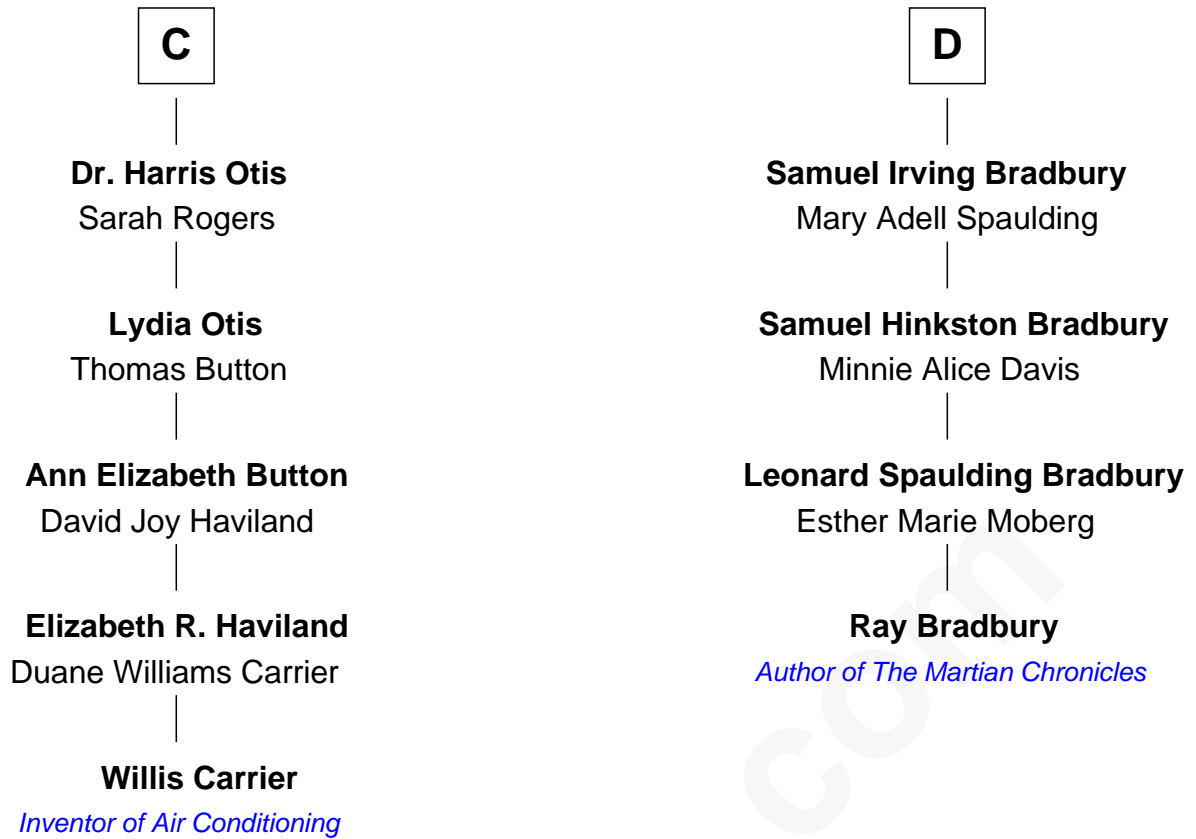 C
Dr. Harris Otis
Sarah Rogers
Lydia Otis
Thomas Button
Ann Elizabeth Button
David Joy Haviland
Elizabeth R. Haviland
Duane Williams Carrier
Willis Carrier
Inventor of Air Conditioning
D
Samuel Irving Bradbury
Mary Adell Spaulding
Samuel Hinkston Bradbury
Minnie Alice Davis
Leonard Spaulding Bradbury
Esther Marie Moberg
Ray Bradbury
Author of The Martian Chronicles
com